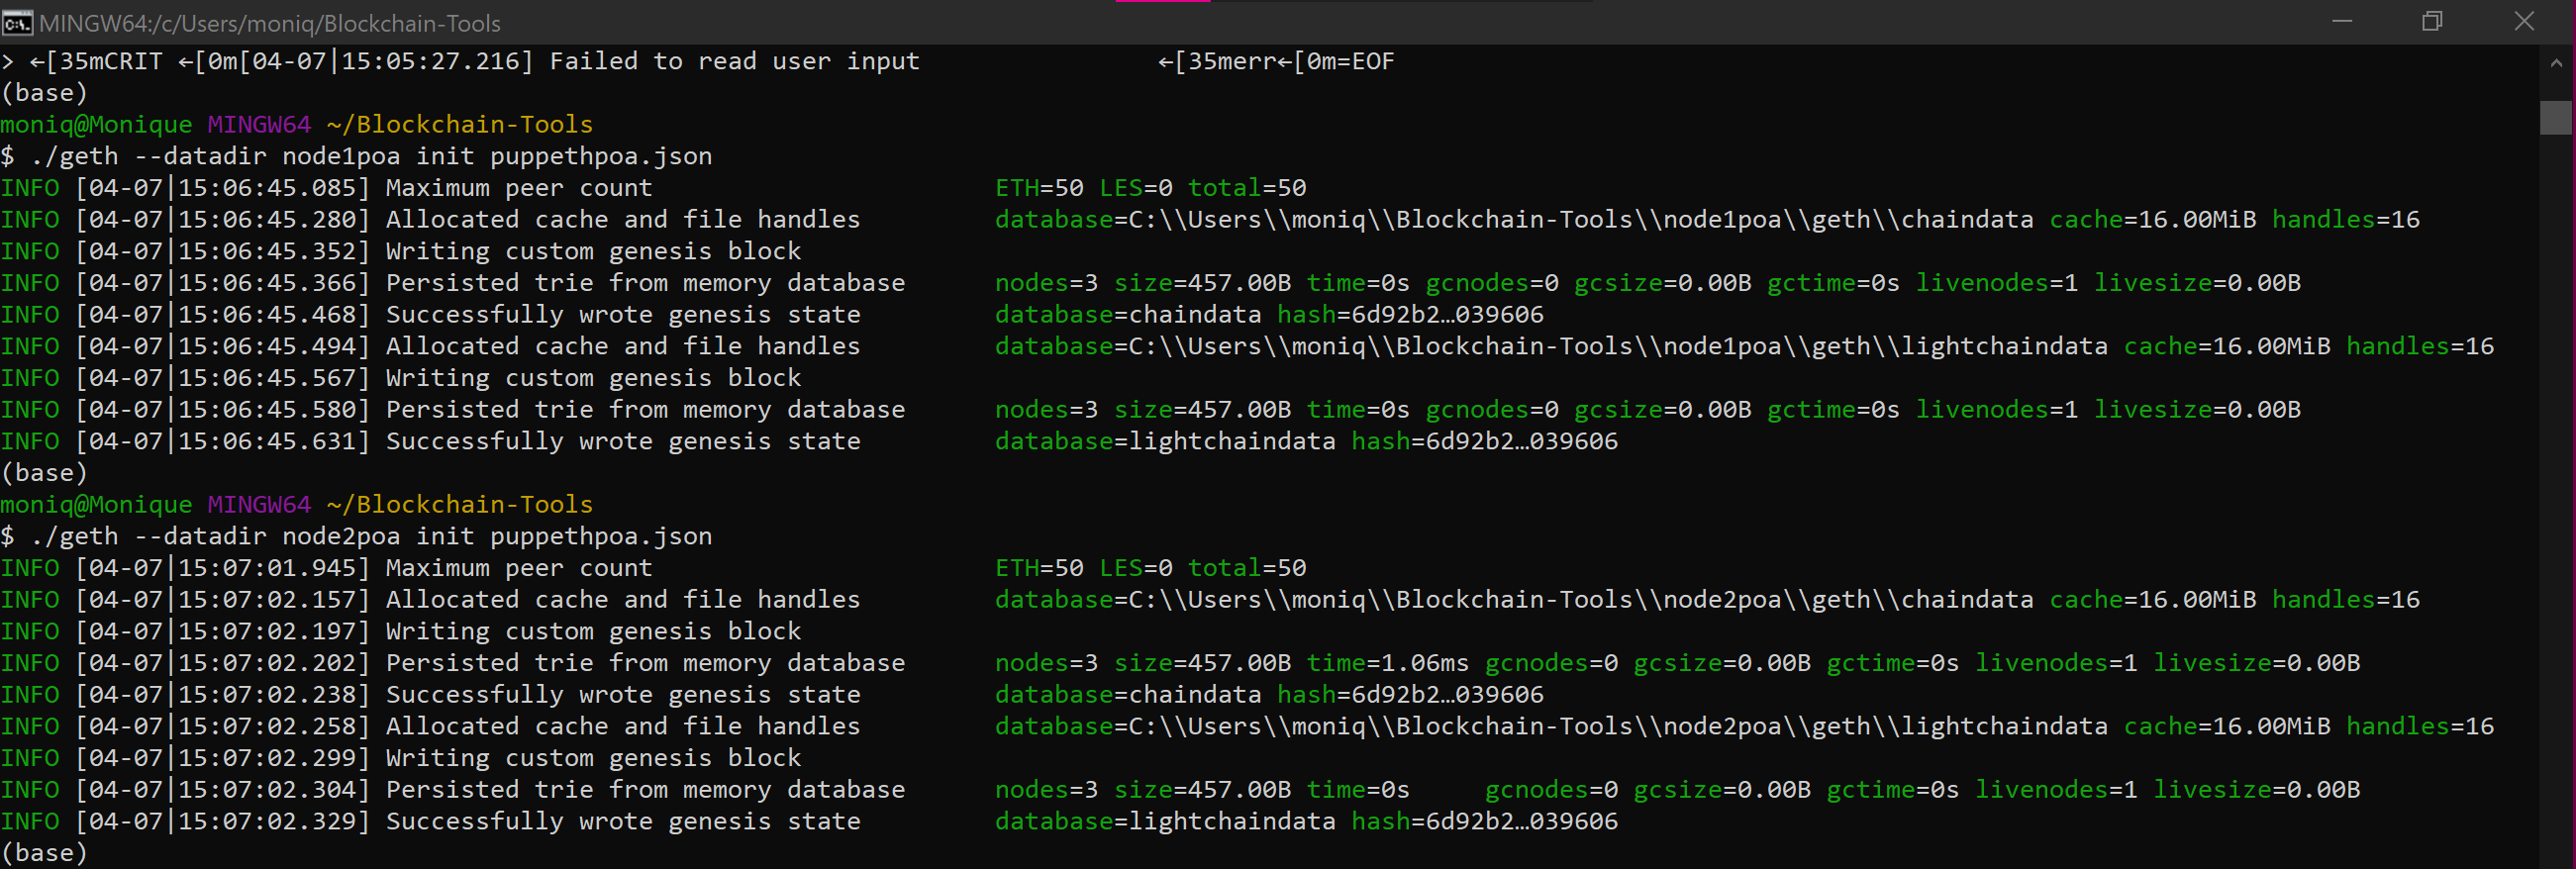 MINGW64:/c/Users/moniq/Blockchain-Tools
> ←[35mCRIT ←[0m[04-07|15:05:27.216] Failed to read user input                ←[35merr←[0m=EOF
(base)
moniq@Monique MINGW64 ~/Blockchain-Tools
$ ./geth --datadir node1poa init puppethpoa.json
INFO [04-07|15:06:45.085] Maximum peer count                       ETH=50 LES=0 total=50
INFO [04-07|15:06:45.280] Allocated cache and file handles         database=C:\\Users\\moniq\\Blockchain-Tools\\node1poa\\geth\\chaindata cache=16.00MiB handles=16
INFO [04-07|15:06:45.352] Writing custom genesis block
INFO [04-07|15:06:45.366] Persisted trie from memory database      nodes=3 size=457.00B time=0s gcnodes=0 gcsize=0.00B gctime=0s livenodes=1 livesize=0.00B
INFO [04-07|15:06:45.468] Successfully wrote genesis state         database=chaindata hash=6d92b2…039606
INFO [04-07|15:06:45.494] Allocated cache and file handles         database=C:\\Users\\moniq\\Blockchain-Tools\\node1poa\\geth\\lightchaindata cache=16.00MiB handles=16
INFO [04-07|15:06:45.567] Writing custom genesis block
INFO [04-07|15:06:45.580] Persisted trie from memory database      nodes=3 size=457.00B time=0s gcnodes=0 gcsize=0.00B gctime=0s livenodes=1 livesize=0.00B
INFO [04-07|15:06:45.631] Successfully wrote genesis state         database=lightchaindata hash=6d92b2…039606
(base)
moniq@Monique MINGW64 ~/Blockchain-Tools
$ ./geth --datadir node2poa init puppethpoa.json
INFO [04-07|15:07:01.945] Maximum peer count                       ETH=50 LES=0 total=50
INFO [04-07|15:07:02.157] Allocated cache and file handles         database=C:\\Users\\moniq\\Blockchain-Tools\\node2poa\\geth\\chaindata cache=16.00MiB handles=16
INFO [04-07|15:07:02.197] Writing custom genesis block
INFO [04-07|15:07:02.202] Persisted trie from memory database      nodes=3 size=457.00B time=1.06ms gcnodes=0 gcsize=0.00B gctime=0s livenodes=1 livesize=0.00B
INFO [04-07|15:07:02.238] Successfully wrote genesis state         database=chaindata hash=6d92b2…039606
INFO [04-07|15:07:02.258] Allocated cache and file handles         database=C:\\Users\\moniq\\Blockchain-Tools\\node2poa\\geth\\lightchaindata cache=16.00MiB handles=16
INFO [04-07|15:07:02.299] Writing custom genesis block
INFO [04-07|15:07:02.304] Persisted trie from memory database      nodes=3 size=457.00B time=0s     gcnodes=0 gcsize=0.00B gctime=0s livenodes=1 livesize=0.00B
INFO [04-07|15:07:02.329] Successfully wrote genesis state         database=lightchaindata hash=6d92b2…039606
(base)